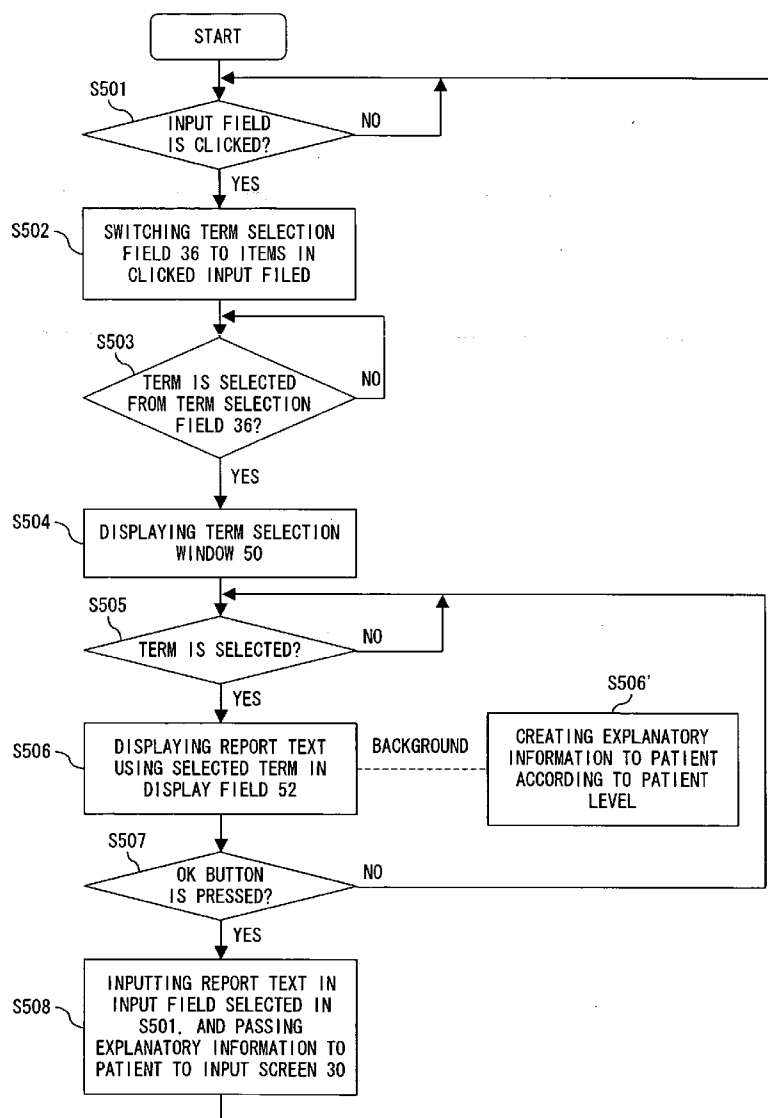 START
S501
INPUT FIELD
IS CLICKED?
NO
YES
S502
SWITCHING TERM SELECTION
FIELD 36 TO ITEMS IN
CLICKED INPUT FILED
S503
TERM IS SELECTED
FROM TERM SELECTION
FIELD 36?
NO
YES
S504
DISPLAYING TERM SELECTION
WINDOW 50
S505
TERM IS SELECTED?
NO
YES
S506
DISPLAYING REPORT TEXT
USING SELECTED TERM IN
DISPLAY FIELD 52
BACKGROUND
S506'
CREATING EXPLANATORY
INFORMATION TO PATIENT
ACCORDING TO PATIENT
LEVEL
S507
OK BUTTON
IS PRESSED?
NO
YES
S508
INPUTTING REPORT TEXT IN
INPUT FIELD SELECTED IN
S501, AND PASSING
EXPLANATORY INFORMATION TO
PATIENT TO INPUT SCREEN 30